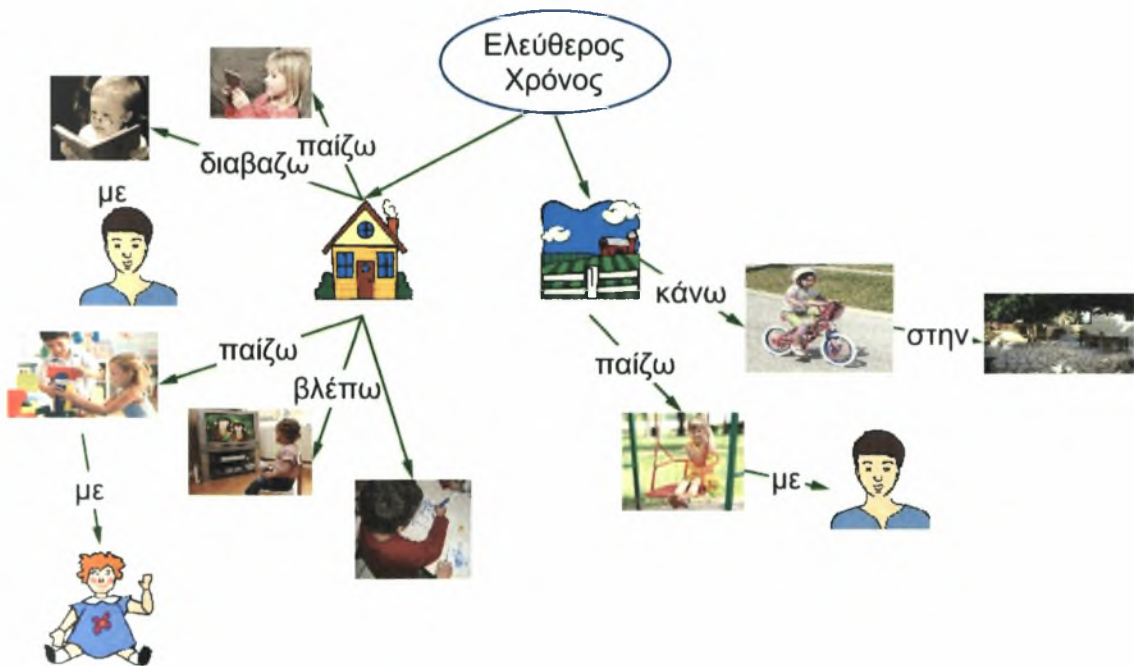 Ελεύθερος
Χρόνος
παίζω
διαβαζω
με
κάνω
στην
παίζω
βλέπω
παίζω
με
με